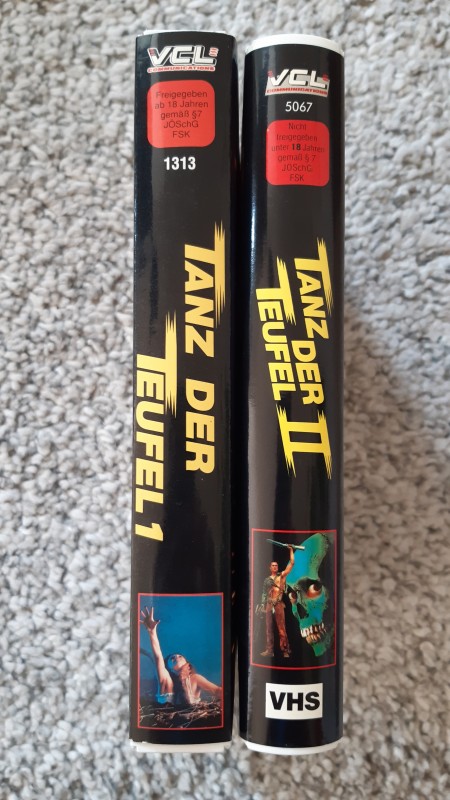 VCL
COMMUNICATIONS
Freigegeben
ab 18 Jahren
gemäß §7
JÖSchG
FSK
1313
TANZ DER
TEUFEL 1
VCL
COMMUNICATIONS
5067
Nicht
freigegeben
unter 18 Jahren
gemäß § 7
JÖSchG
FSK
TANZ DER
TEUFEL II
VHS